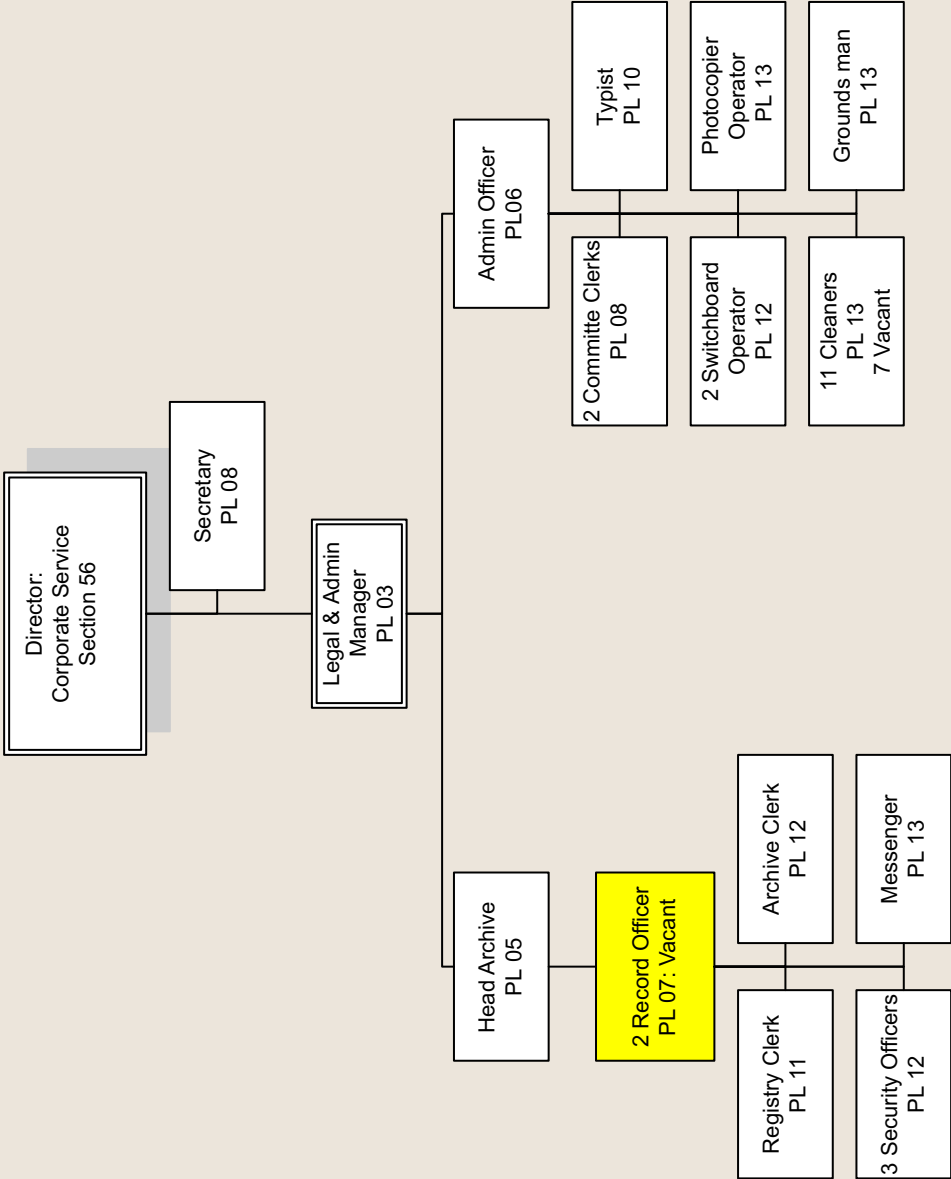 Director:
Corporate Service
Section 56
Secretary
PL 08
Legal & Admin
Manager
PL 03
Head Archive
PL 05
Admin Officer
PL06
2 Record Officer
PL 07: Vacant
Registry Clerk
PL 11
Archive Clerk
PL 12
3 Security Officers
PL 12
Messenger
PL 13
2 Committe Clerks
PL 08
Typist
PL 10
2 Switchboard
Operator
PL 12
Photocopier
Operator
PL 13
11 Cleaners
PL 13
7 Vacant
Grounds man
PL 13